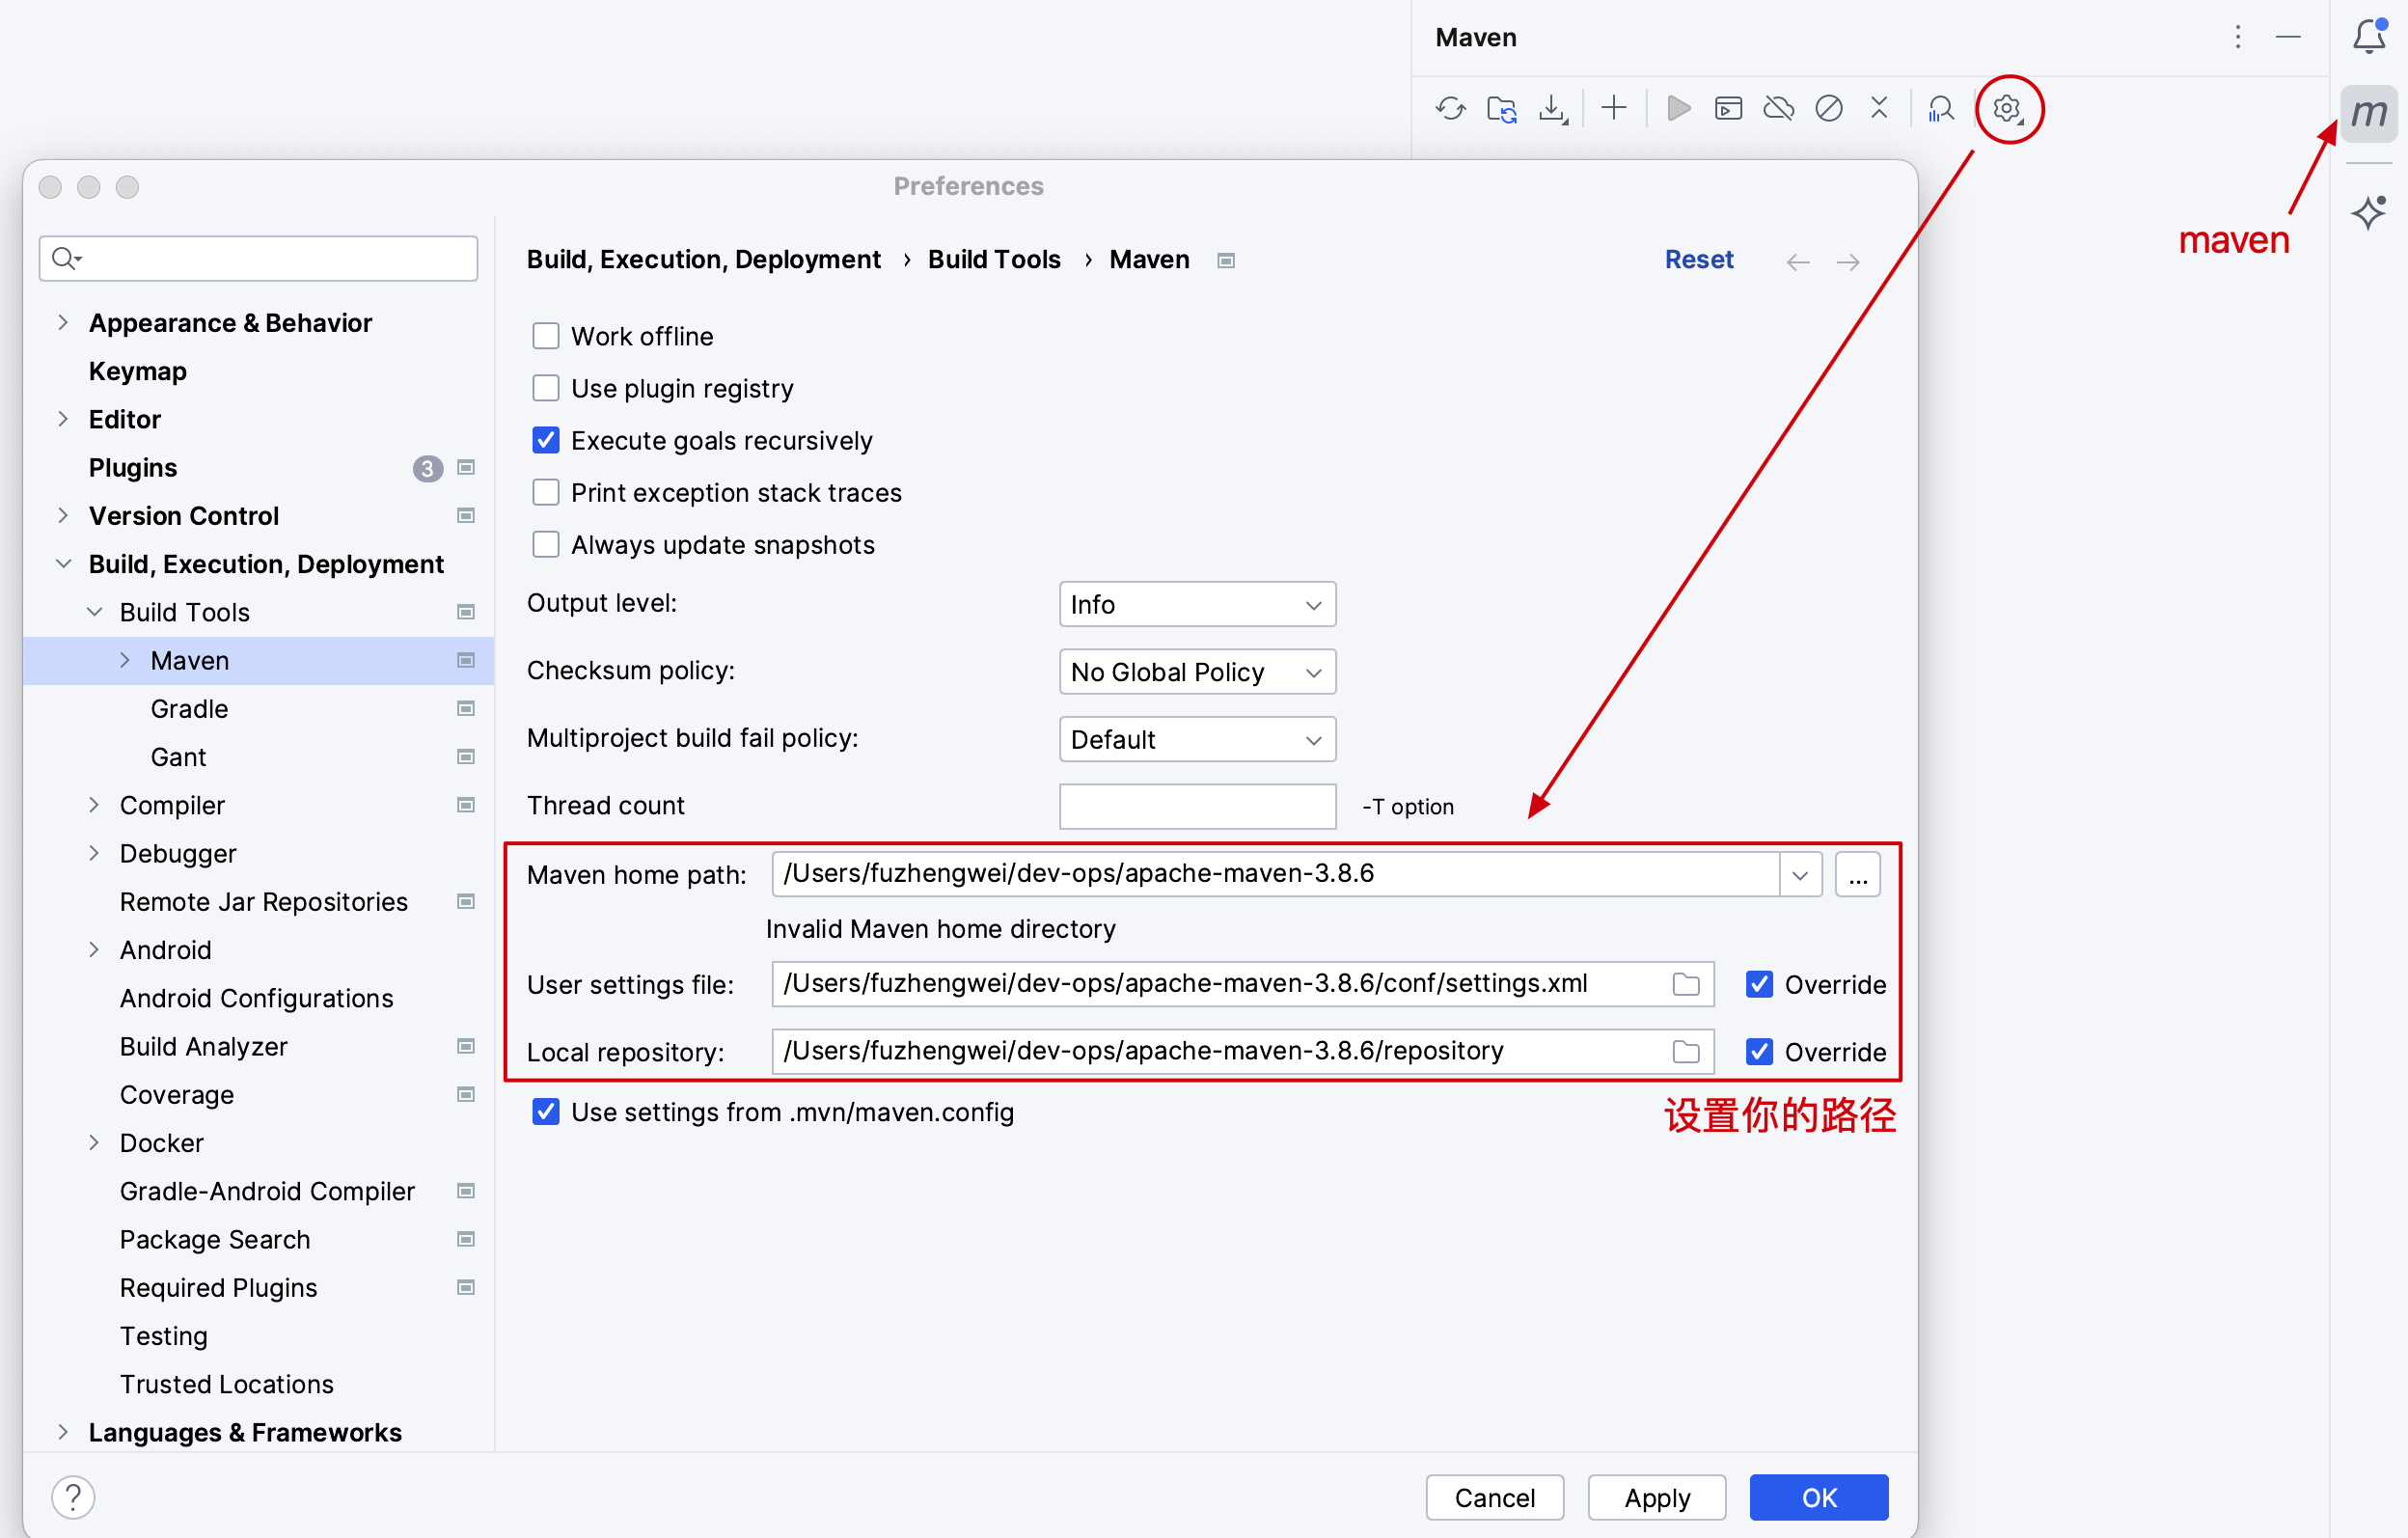 Maven
m
maven
Preferences
Build, Execution, Deployment › Build Tools › Maven
Reset
Appearance & Behavior
Keymap
Editor
Plugins 3
Version Control
Build, Execution, Deployment
Build Tools
Maven
Gradle
Gant
Compiler
Debugger
Remote Jar Repositories
Android
Android Configurations
Build Analyzer
Coverage
Docker
Gradle-Android Compiler
Package Search
Required Plugins
Testing
Trusted Locations
Languages & Frameworks
Work offline
Use plugin registry
Execute goals recursively
Print exception stack traces
Always update snapshots
Output level: Info
Checksum policy: No Global Policy
Multiproject build fail policy: Default
Thread count -T option
Maven home path: /Users/fuzhengwei/dev-ops/apache-maven-3.8.6 ...
Invalid Maven home directory
User settings file: /Users/fuzhengwei/dev-ops/apache-maven-3.8.6/conf/settings.xml Override
Local repository: /Users/fuzhengwei/dev-ops/apache-maven-3.8.6/repository Override
Use settings from .mvn/maven.config
设置你的路径
? Cancel Apply OK